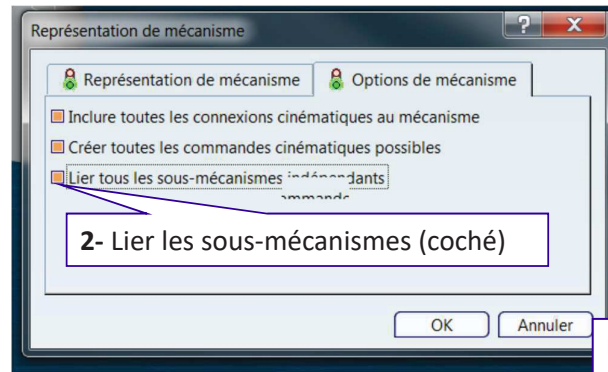 Représentation de mécanisme
Représentation de mécanisme
Options de mécanisme
Inclure toutes les connexions cinématiques au mécanisme
Créer toutes les commandes cinématiques possibles
Lier tous les sous-mécanismes indépendants
2- Lier les sous-mécanismes (coché)
OK
Annuler